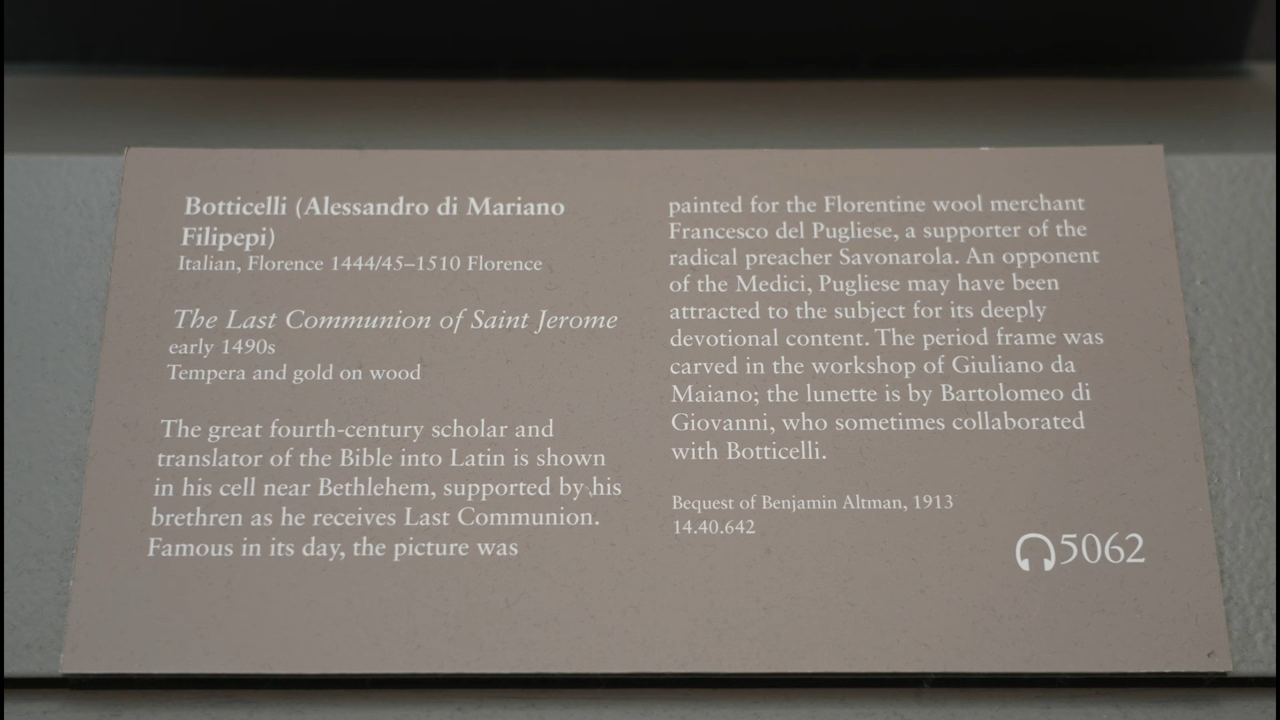 Botticelli (Alessandro di Mariano
Filipepi)
Italian, Florence 1444/45–1510 Florence
The Last Communion of Saint Jerome
early 1490s
Tempera and gold on wood
The great fourth-century scholar and
translator of the Bible into Latin is shown
in his cell near Bethlehem, supported by his
brethren as he receives Last Communion.
Famous in its day, the picture was
painted for the Florentine wool merchant
Francesco del Pugliese, a supporter of the
radical preacher Savonarola. An opponent
of the Medici, Pugliese may have been
attracted to the subject for its deeply
devotional content. The period frame was
carved in the workshop of Giuliano da
Maiano; the lunette is by Bartolomeo di
Giovanni, who sometimes collaborated
with Botticelli.
Bequest of Benjamin Altman, 1913
14.40.642
5062